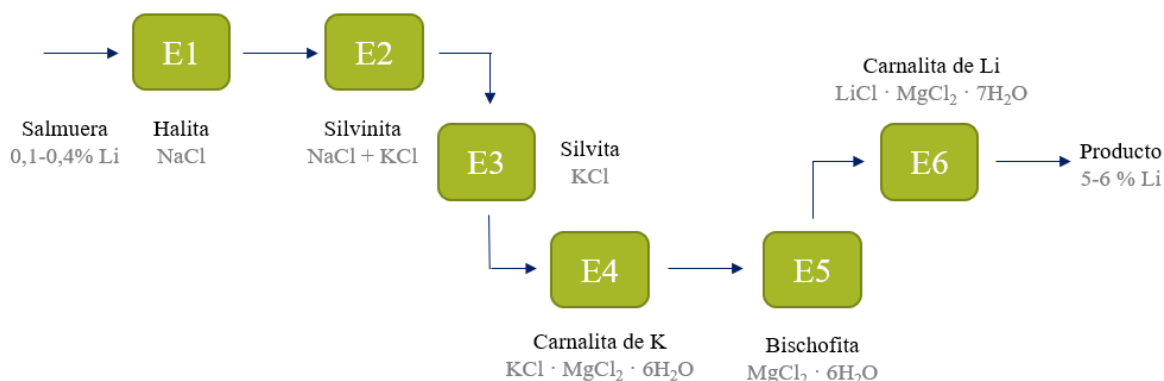 E1
E2
Salmuera
0,1-0,4% Li
Halita
NaCl
Silvinita
NaCl + KCl
E3
Silvita
KCl
E4
Carnalita de K
KCl · MgCl₂ · 6H₂O
E5
Bischofita
MgCl₂ · 6H₂O
Carnalita de Li
LiCl · MgCl₂ · 7H₂O
E6
Producto
5-6 % Li